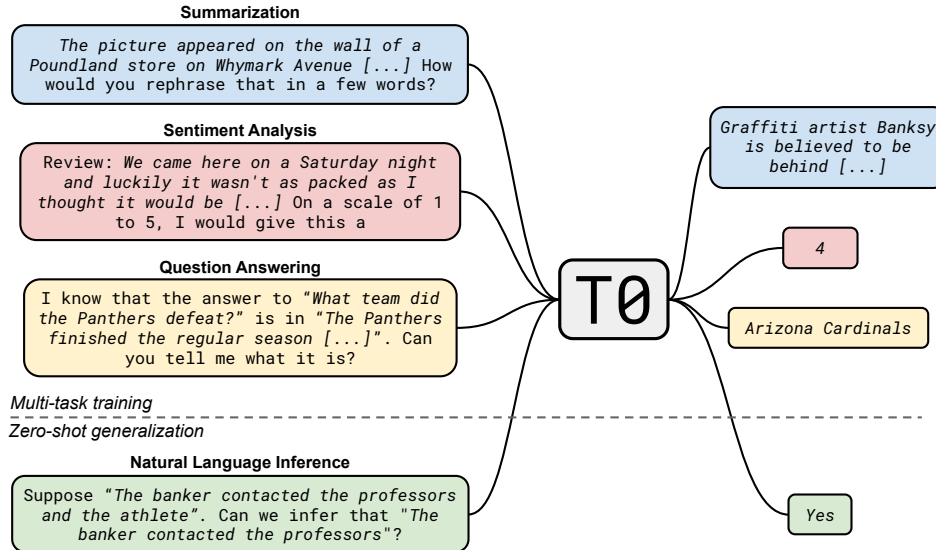 Summarization
The picture appeared on the wall of a
Poundland store on Whymark Avenue [...] How
would you rephrase that in a few words?
Sentiment Analysis
Review: We came here on a Saturday night
and luckily it wasn't as packed as I
thought it would be [...] On a scale of 1
to 5, I would give this a
Question Answering
I know that the answer to “What team did
the Panthers defeat?” is in “The Panthers
finished the regular season [...]”. Can
you tell me what it is?
Multi-task training
Zero-shot generalization
Natural Language Inference
Suppose “The banker contacted the professors
and the athlete”. Can we infer that "The
banker contacted the professors"?
T0
Graffiti artist Banksy
is believed to be
behind [...]
4
Arizona Cardinals
Yes